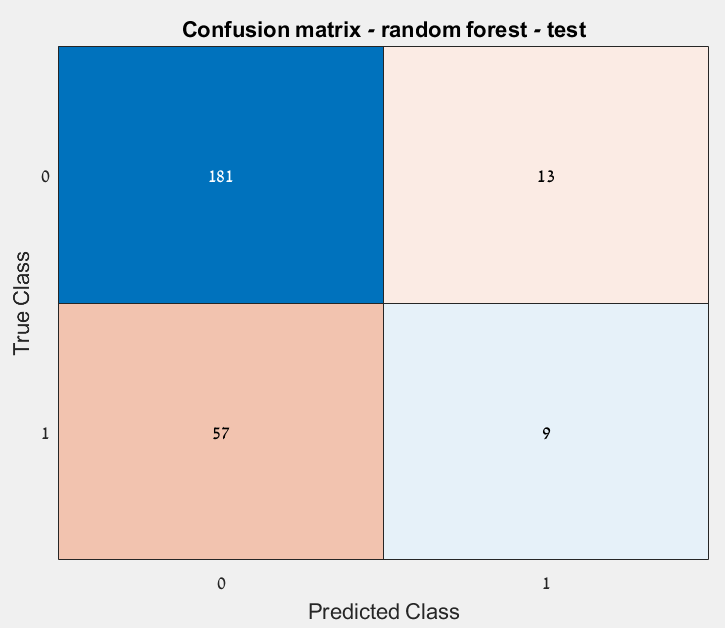 Confusion matrix - random forest - test
0
181
13
True Class
1
57
9
0
1
Predicted Class